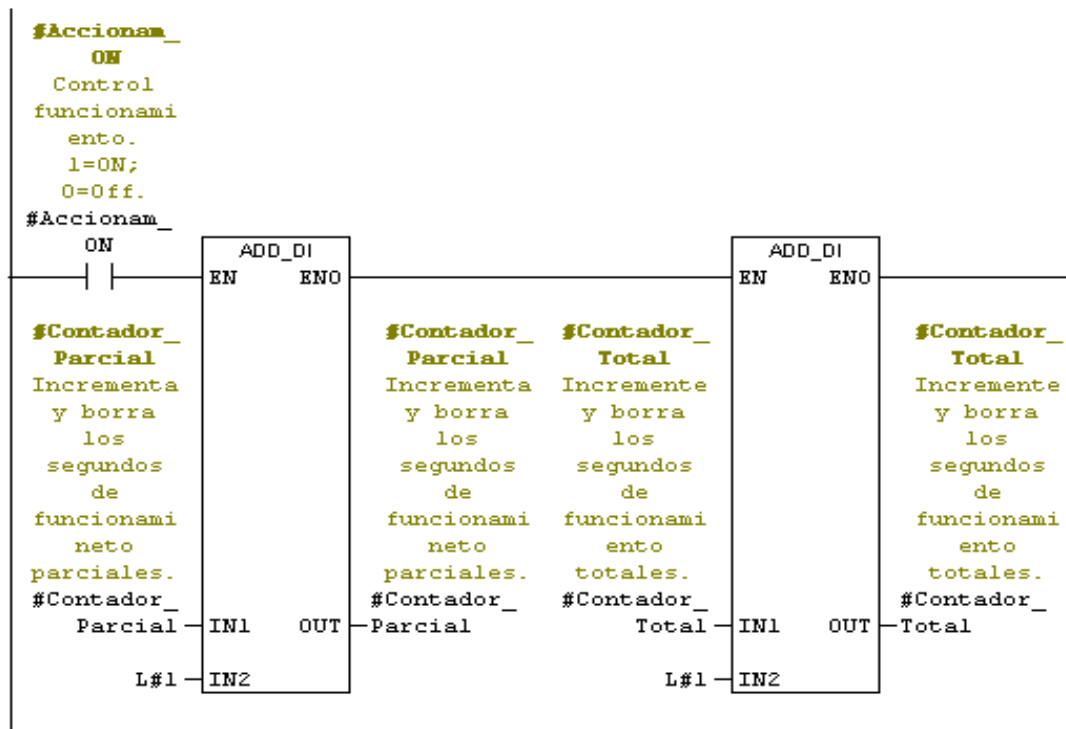 #Accionam_
ON
Control
funcionami
ento.
1=ON;
0=Off.
#Accionam_
ON
ADD_DI
EN ENO
#Contador_
Parcial
Incrementa
y borra
los
segundos
de
funcionami
neto
parciales.
#Contador_
Parcial
IN1 OUT
L#1
IN2
#Contador_
Parcial
Incrementa
y borra
los
segundos
de
funcionami
neto
parciales.
#Contador_
Parcial
ADD_DI
EN ENO
#Contador_
Total
Incremente
y borra
los
segundos
de
funcionami
ento
totales.
#Contador_
Total
IN1 OUT
L#1
IN2
#Contador_
Total
Incremente
y borra
los
segundos
de
funcionami
ento
totales.
#Contador_
Total